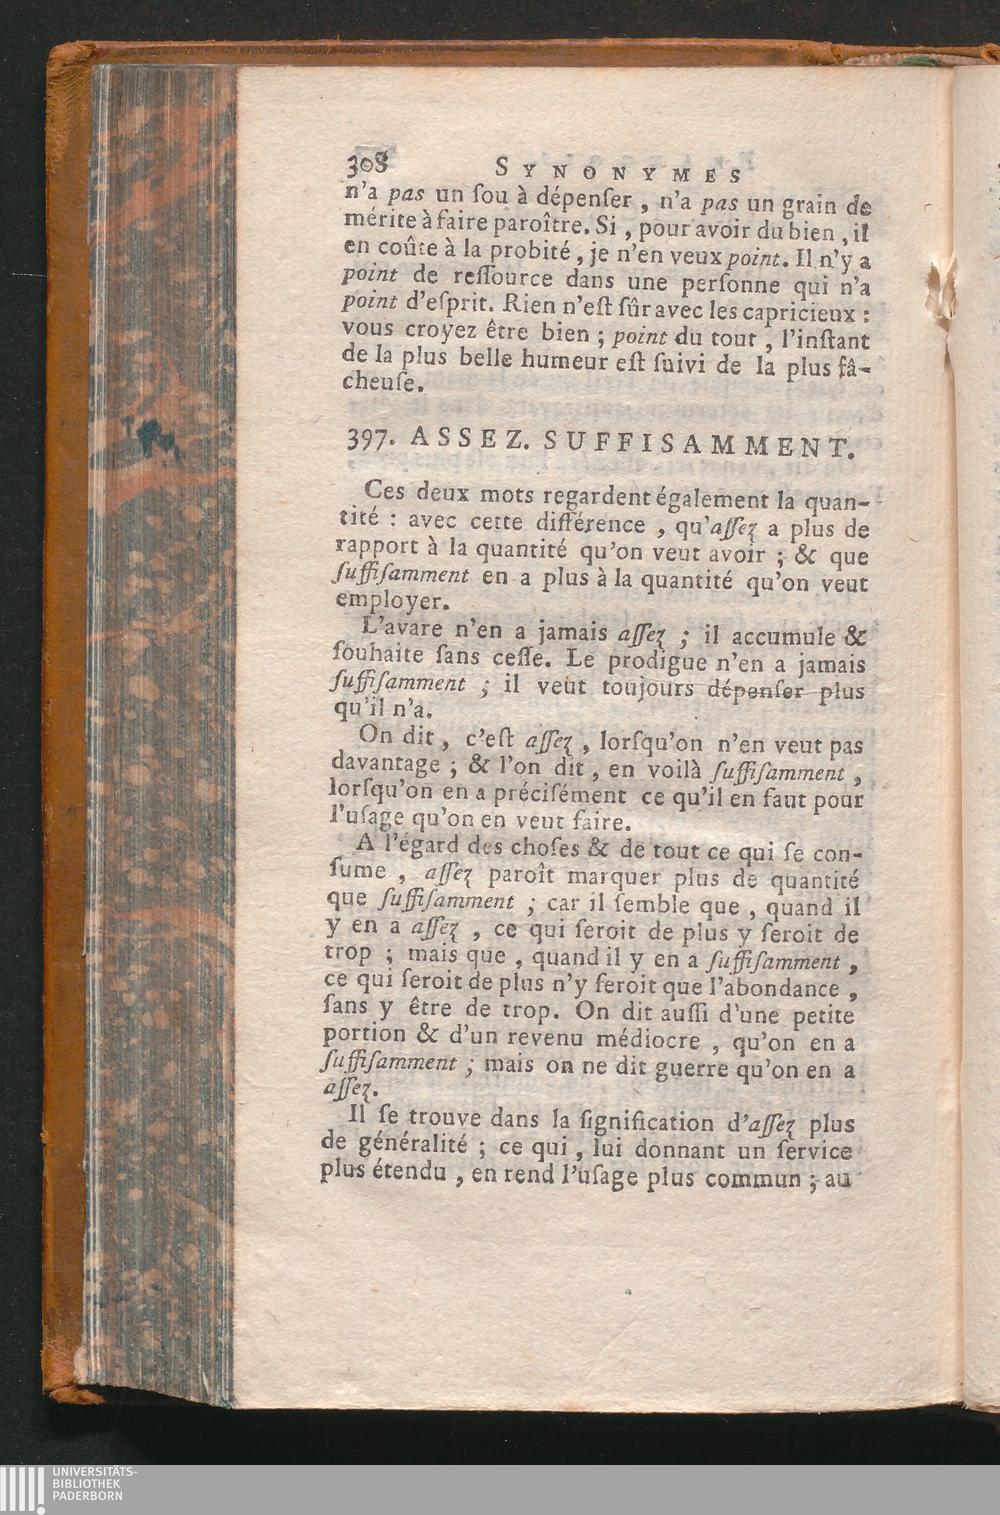 308 SYNONYMES
n'a pas un ſou à dépenſer, n'a pas un grain de
mérite à faire paroître. Si, pour avoir du bien, il
en coûte à la probité, je n'en veux point. Il n'y a
point de reſſource dans une perſonne qui n'a
point d'eſprit. Rien n'eſt ſûr avec les capricieux :
vous croyez être bien ; point du tout, l'inſtant
de la plus belle humeur eſt ſuivi de la plus fâ-
cheuſe.
397. ASSEZ. SUFFISAMMENT.
Ces deux mots regardent également la quan-
tité : avec cette différence, qu'aſſez a plus de
rapport à la quantité qu'on veut avoir ; & que
ſuffiſamment en a plus à la quantité qu'on veut
employer.
L'avare n'en a jamais aſſez ; il accumule &
ſouhaite ſans ceſſe. Le prodigue n'en a jamais
ſuffiſamment ; il veut toujours dépenſer plus
qu'il n'a.
On dit, c'eſt aſſez, lorſqu'on n'en veut pas
davantage ; & l'on dit, en voilà ſuffiſamment,
lorſqu'on en a préciſément ce qu'il en faut pour
l'uſage qu'on en veut faire.
A l'égard des choſes & de tout ce qui ſe con-
ſume, aſſez paroît marquer plus de quantité
que ſuffiſamment ; car il ſemble que, quand il
y en a aſſez, ce qui ſeroit de plus y ſeroit de
trop ; mais que, quand il y en a ſuffiſamment,
ce qui ſeroit de plus n'y ſeroit que l'abondance,
ſans y être de trop. On dit auſſi d'une petite
portion & d'un revenu médiocre, qu'on en a
ſuffiſamment ; mais on ne dit guerre qu'on en a
aſſez.
Il ſe trouve dans la ſignification d'aſſez plus
de généralité ; ce qui, lui donnant un ſervice
plus étendu, en rend l'uſage plus commun ; au
UNIVERSITÄTS-
BIBLIOTHEK
PADERBORN